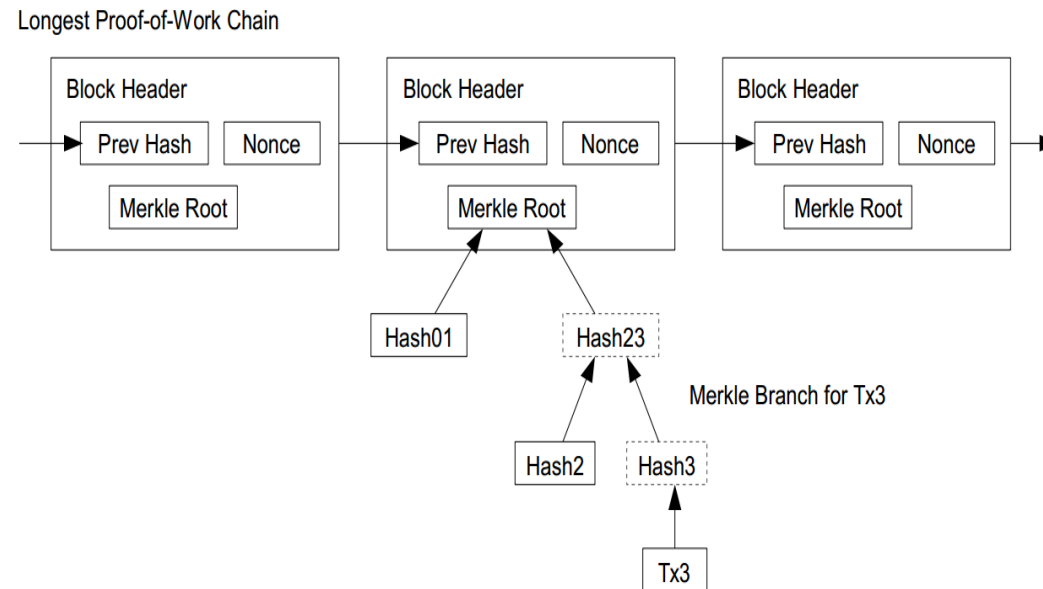 Longest Proof-of-Work Chain
Block Header
Block Header
Block Header
Prev Hash
Nonce
Prev Hash
Nonce
Prev Hash
Nonce
Merkle Root
Merkle Root
Merkle Root
Hash01
Hash23
Merkle Branch for Tx3
Hash2
Hash3
Tx3